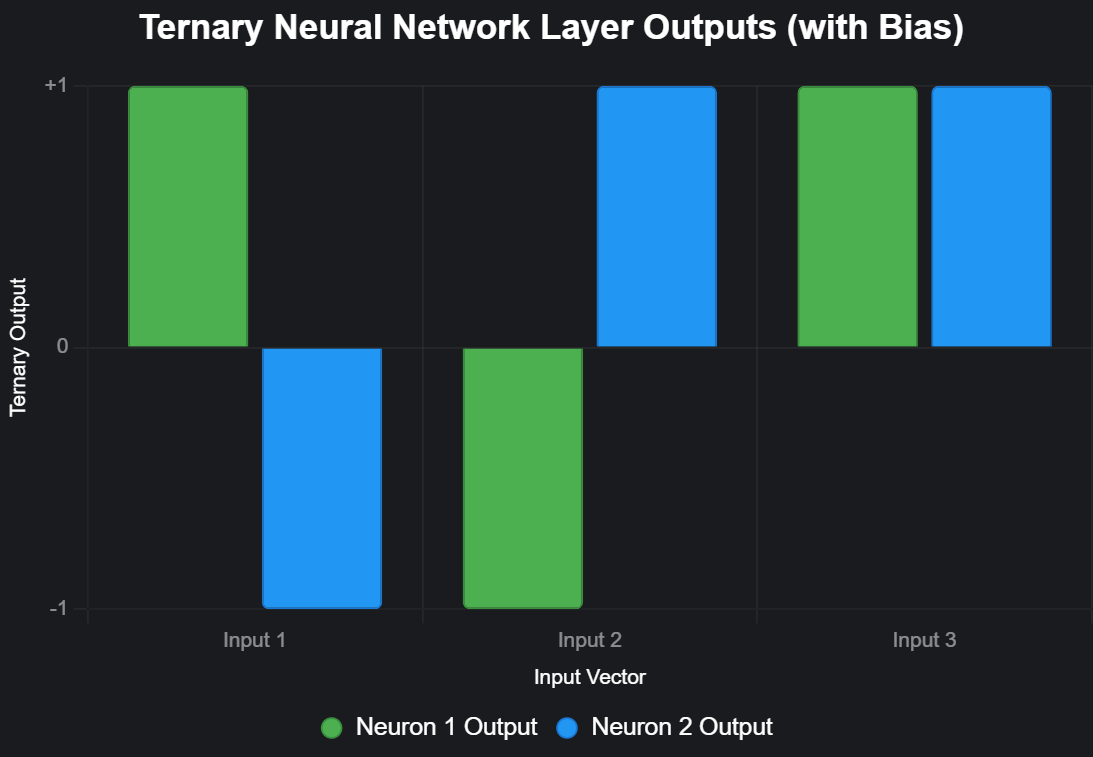 Ternary Neural Network Layer Outputs (with Bias)
+1
0
-1
Ternary Output
Input 1
Input 2
Input 3
Input Vector
Neuron 1 Output
Neuron 2 Output